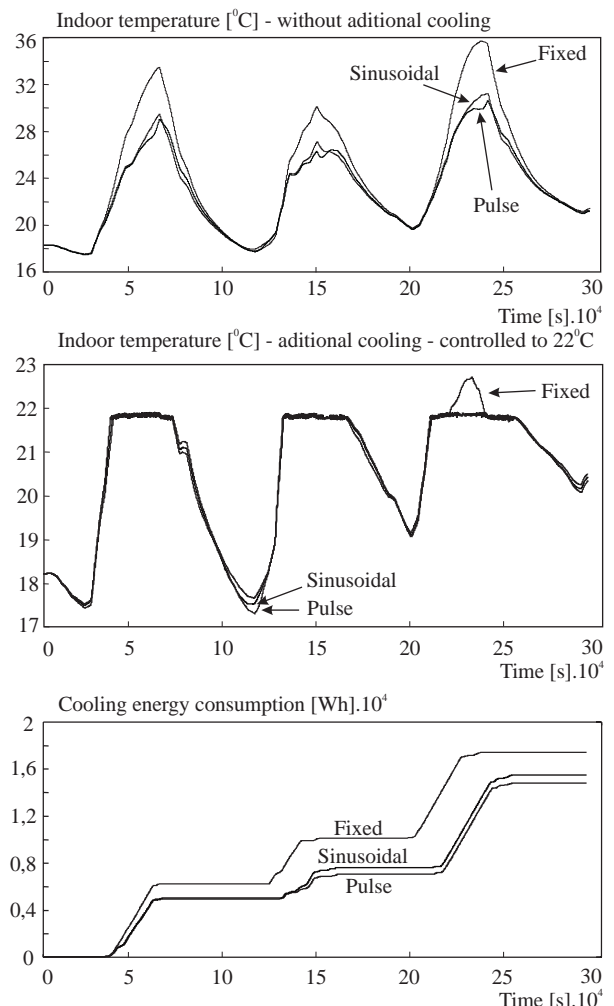 Indoor temperature [⁰C] - without aditional cooling
36
32
28
24
20
16
Fixed
Sinusoidal
Pulse
5 10 15 20 25 30
Time [s].10⁴
Indoor temperature [⁰C] - aditional cooling - controlled to 22⁰C
23
22
21
20
19
18
17
Fixed
Sinusoidal
Pulse
5 10 15 20 25 30
Time [s].10⁴
Cooling energy consumption [Wh].10⁴
2
1,6
1,2
0,8
0,4
0
Fixed
Sinusoidal
Pulse
5 10 15 20 25 30
Time [s].10⁴